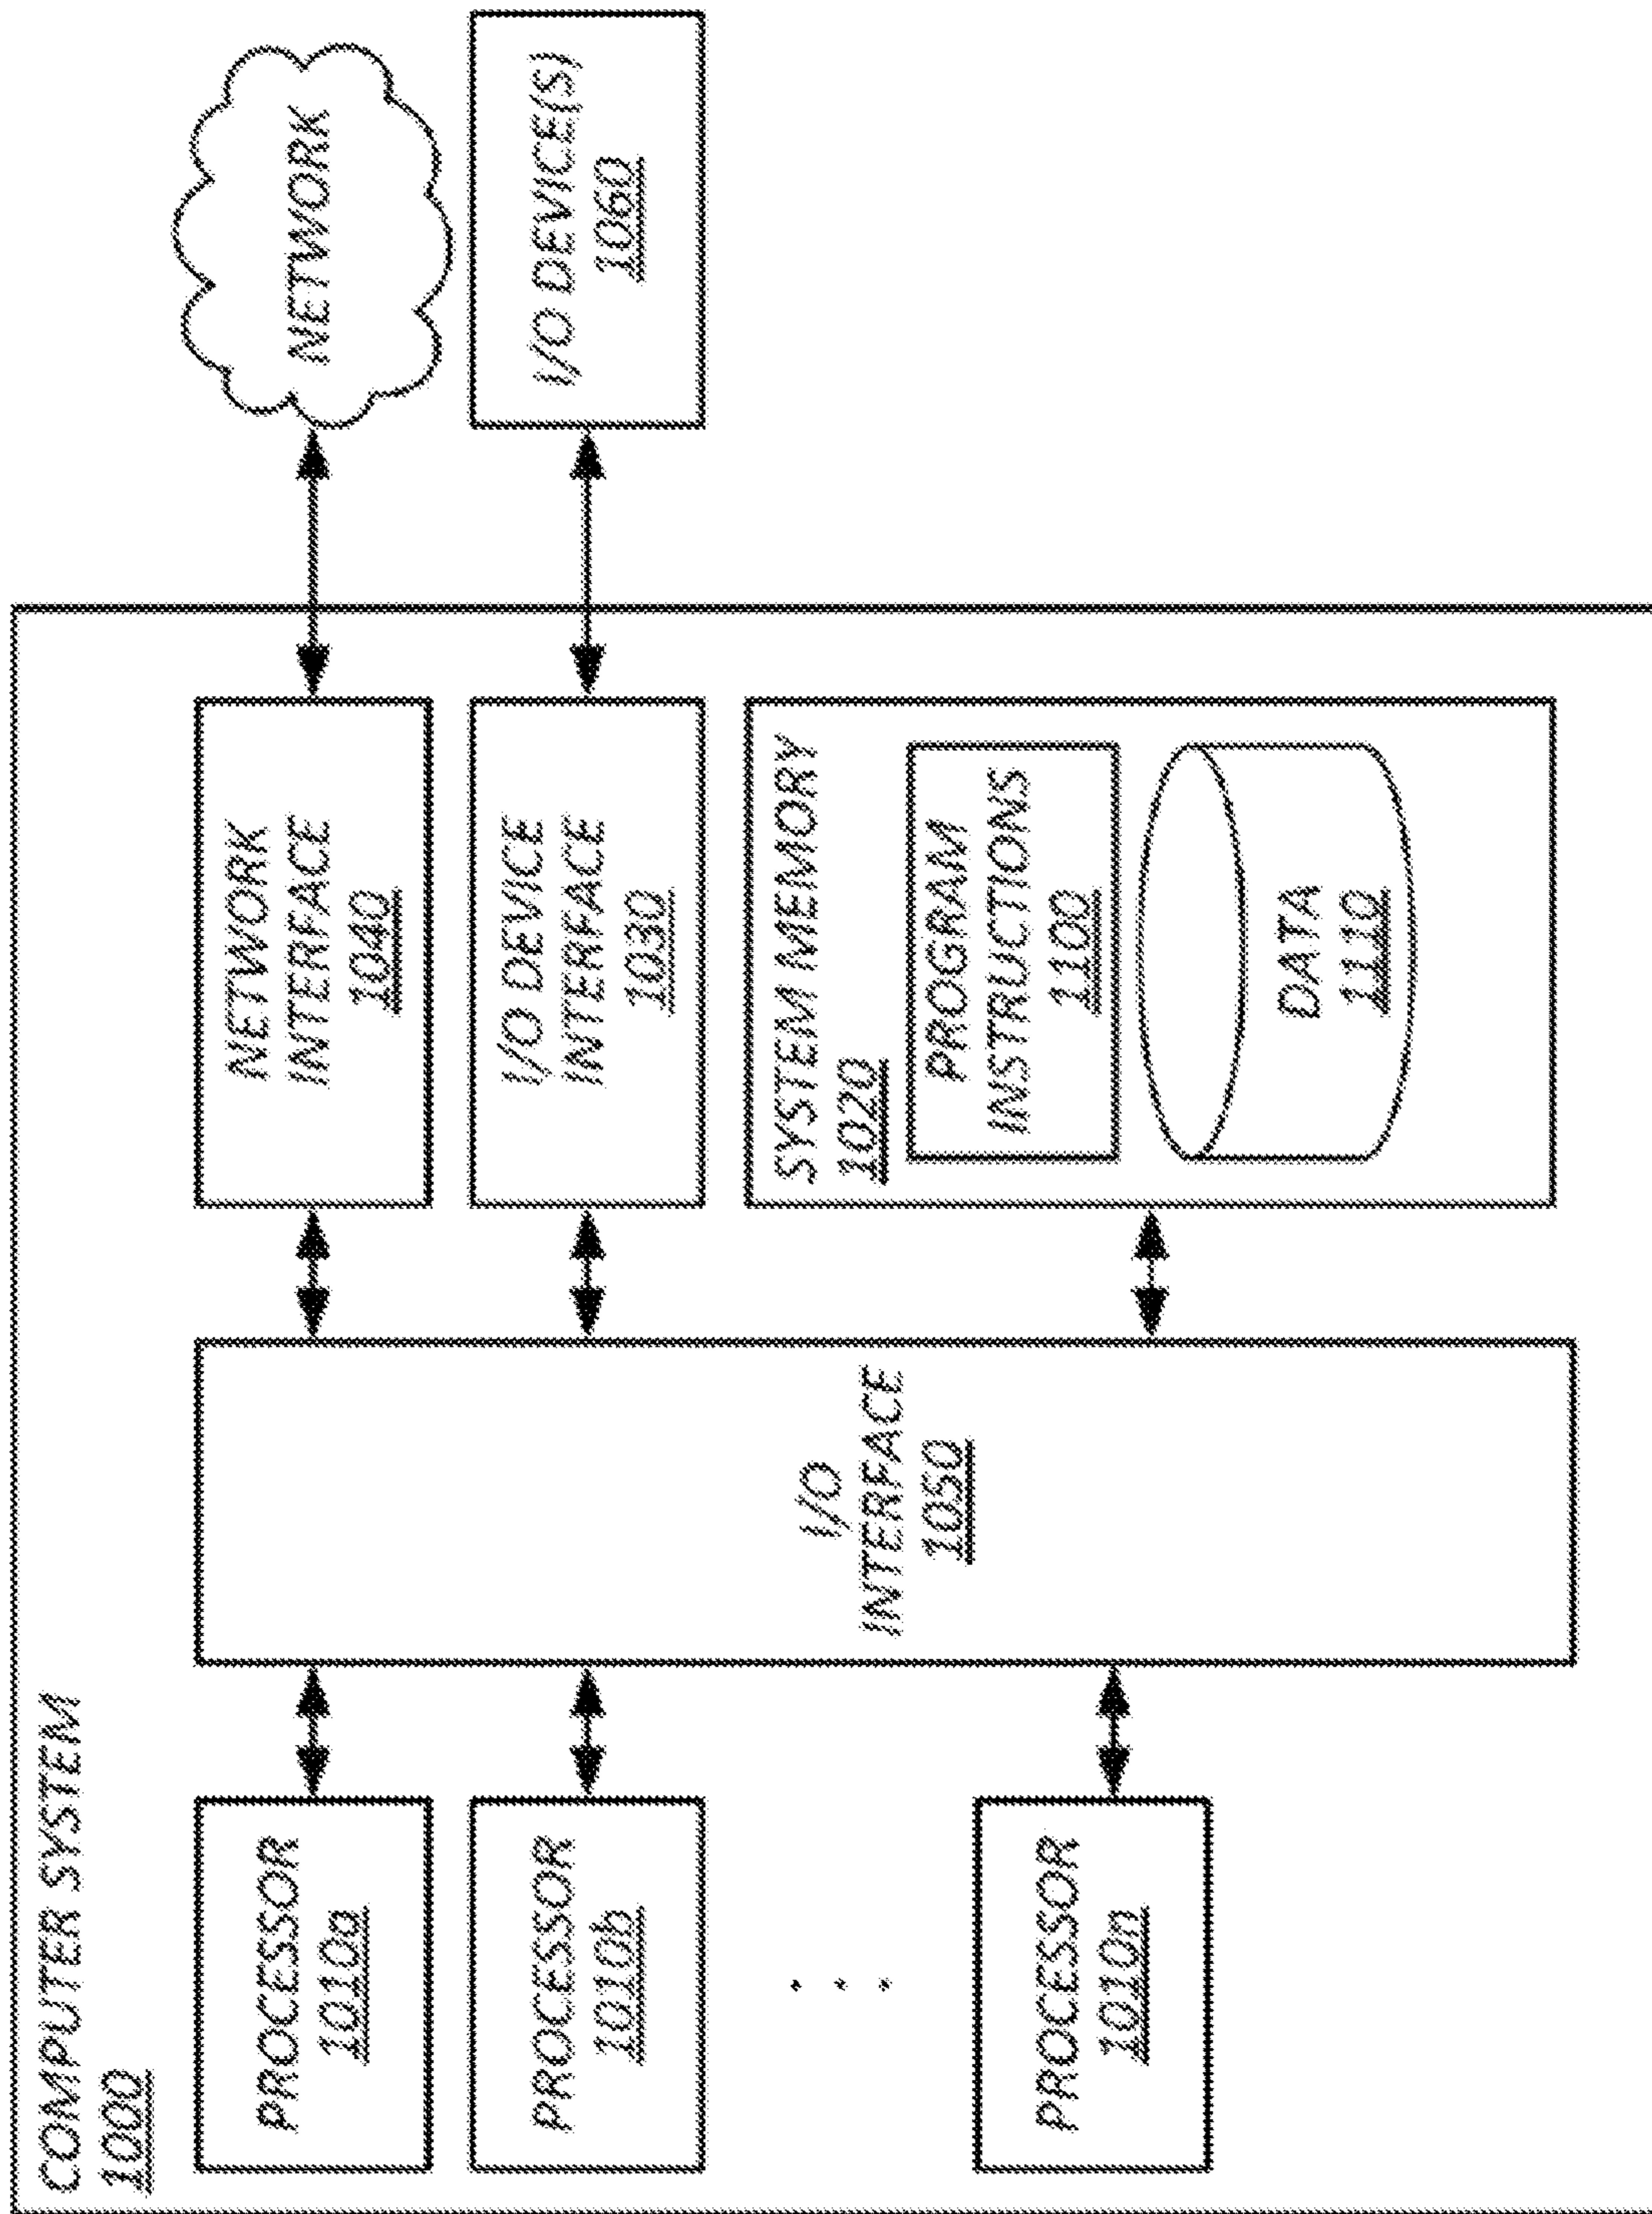 COMPUTER SYSTEM
1000
PROCESSOR
1010a
PROCESSOR
1010b
. . .
PROCESSOR
1010n
I/O
INTERFACE
1050
NETWORK
INTERFACE
1040
I/O DEVICE
INTERFACE
1030
SYSTEM MEMORY
1020
PROGRAM
INSTRUCTIONS
1100
DATA
1110
NETWORK
I/O DEVICE(S)
1060